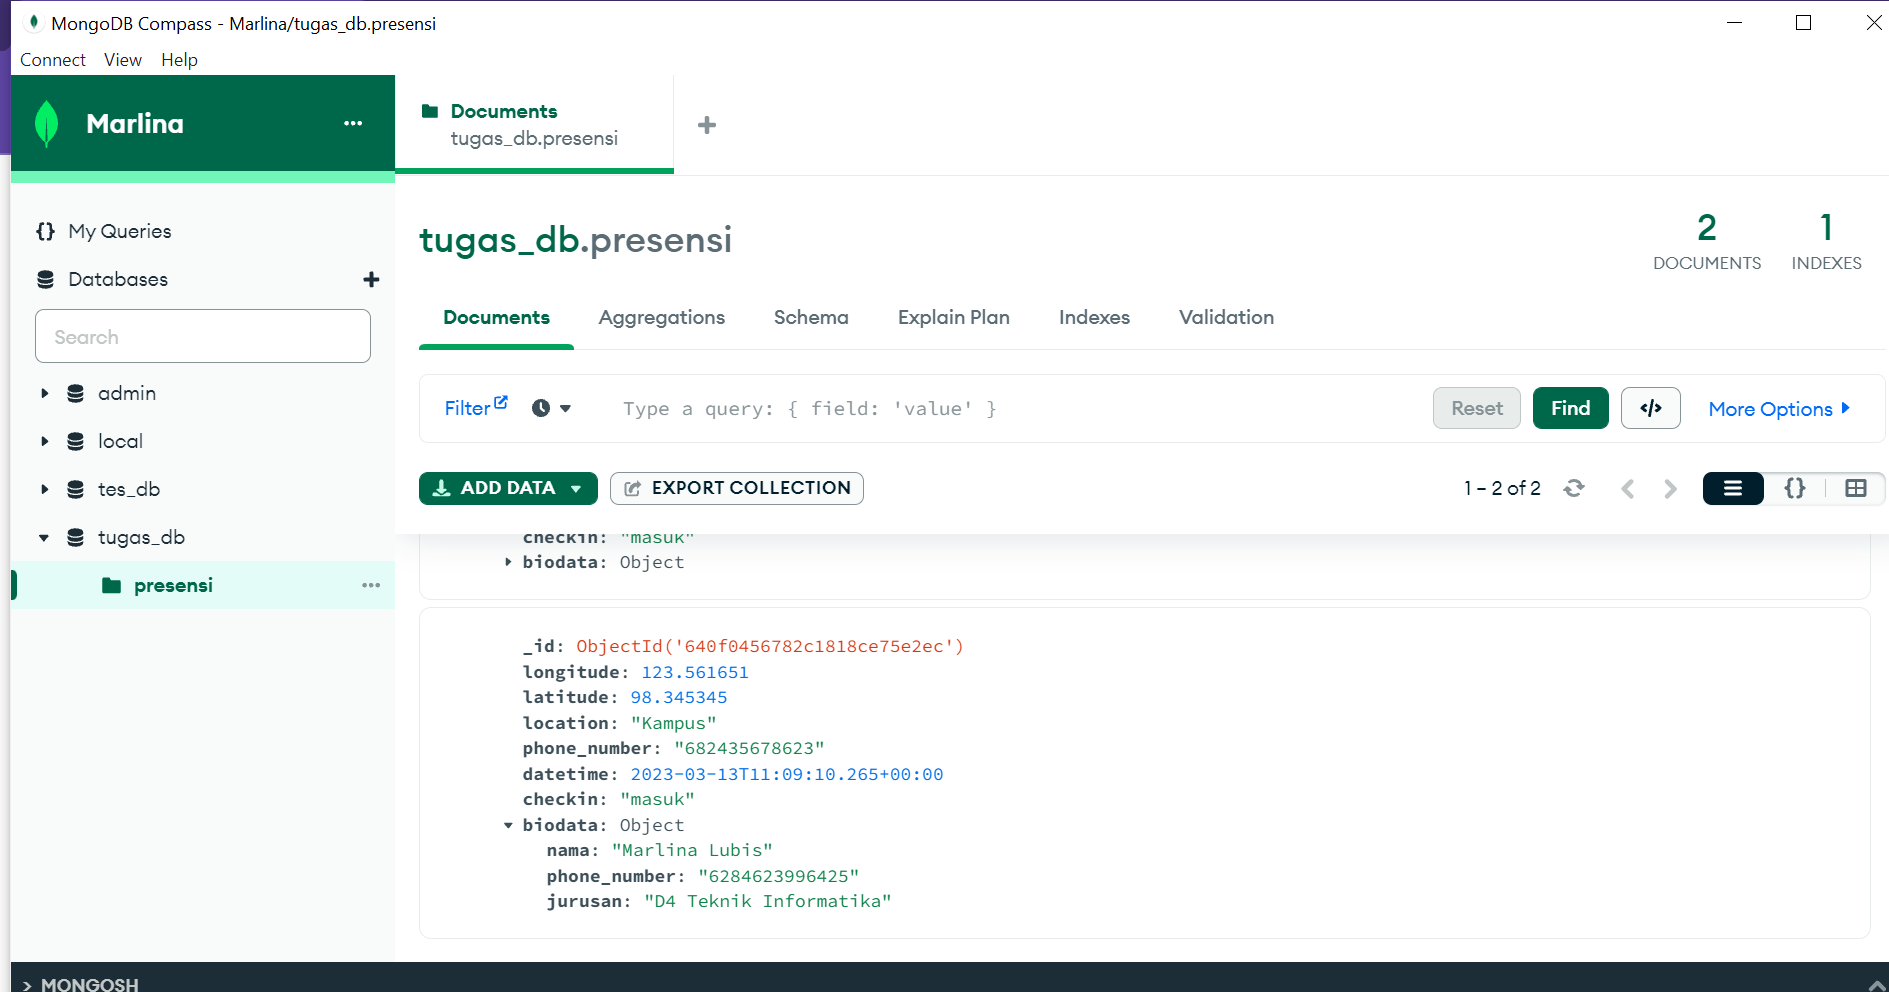 MongoDB Compass - Marlina/tugas_db.presensi
Connect View Help
Marlina
Documents
tugas_db.presensi
My Queries
Databases
Search
admin
local
tes_db
tugas_db
presensi
tugas_db.presensi
2
DOCUMENTS
1
INDEXES
Documents Aggregations Schema Explain Plan Indexes Validation
Filter Type a query: { field: 'value' } Reset Find </> More Options
ADD DATA EXPORT COLLECTION 1 – 2 of 2 {}
checkin: "masuk"
biodata: Object
_id: ObjectId('640f0456782c1818ce75e2ec')
longitude: 123.561651
latitude: 98.345345
location: "Kampus"
phone_number: "682435678623"
datetime: 2023-03-13T11:09:10.265+00:00
checkin: "masuk"
biodata: Object
nama: "Marlina Lubis"
phone_number: "6284623996425"
jurusan: "D4 Teknik Informatika"
>MONGOSH